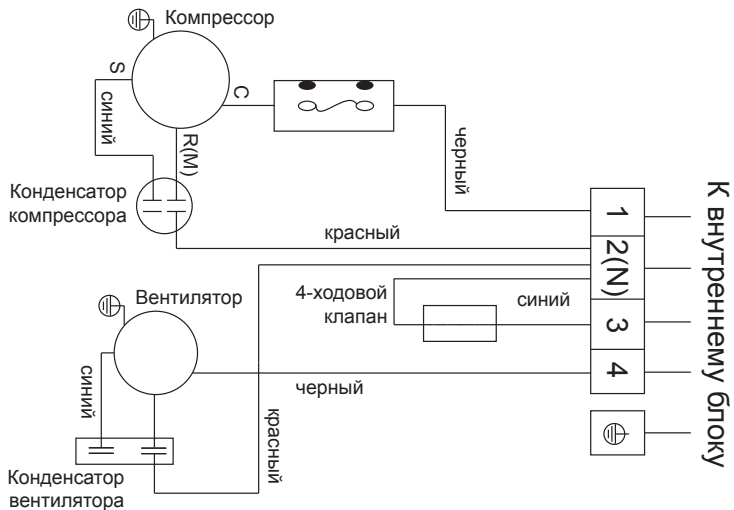 Компрессор
S
C
синий
R(M)
черный
Конденсатор
компрессора
красный
1
2(N)
3
4
К внутреннему блоку
Вентилятор
4-ходовой
клапан
синий
черный
синий
красный
Конденсатор
вентилятора